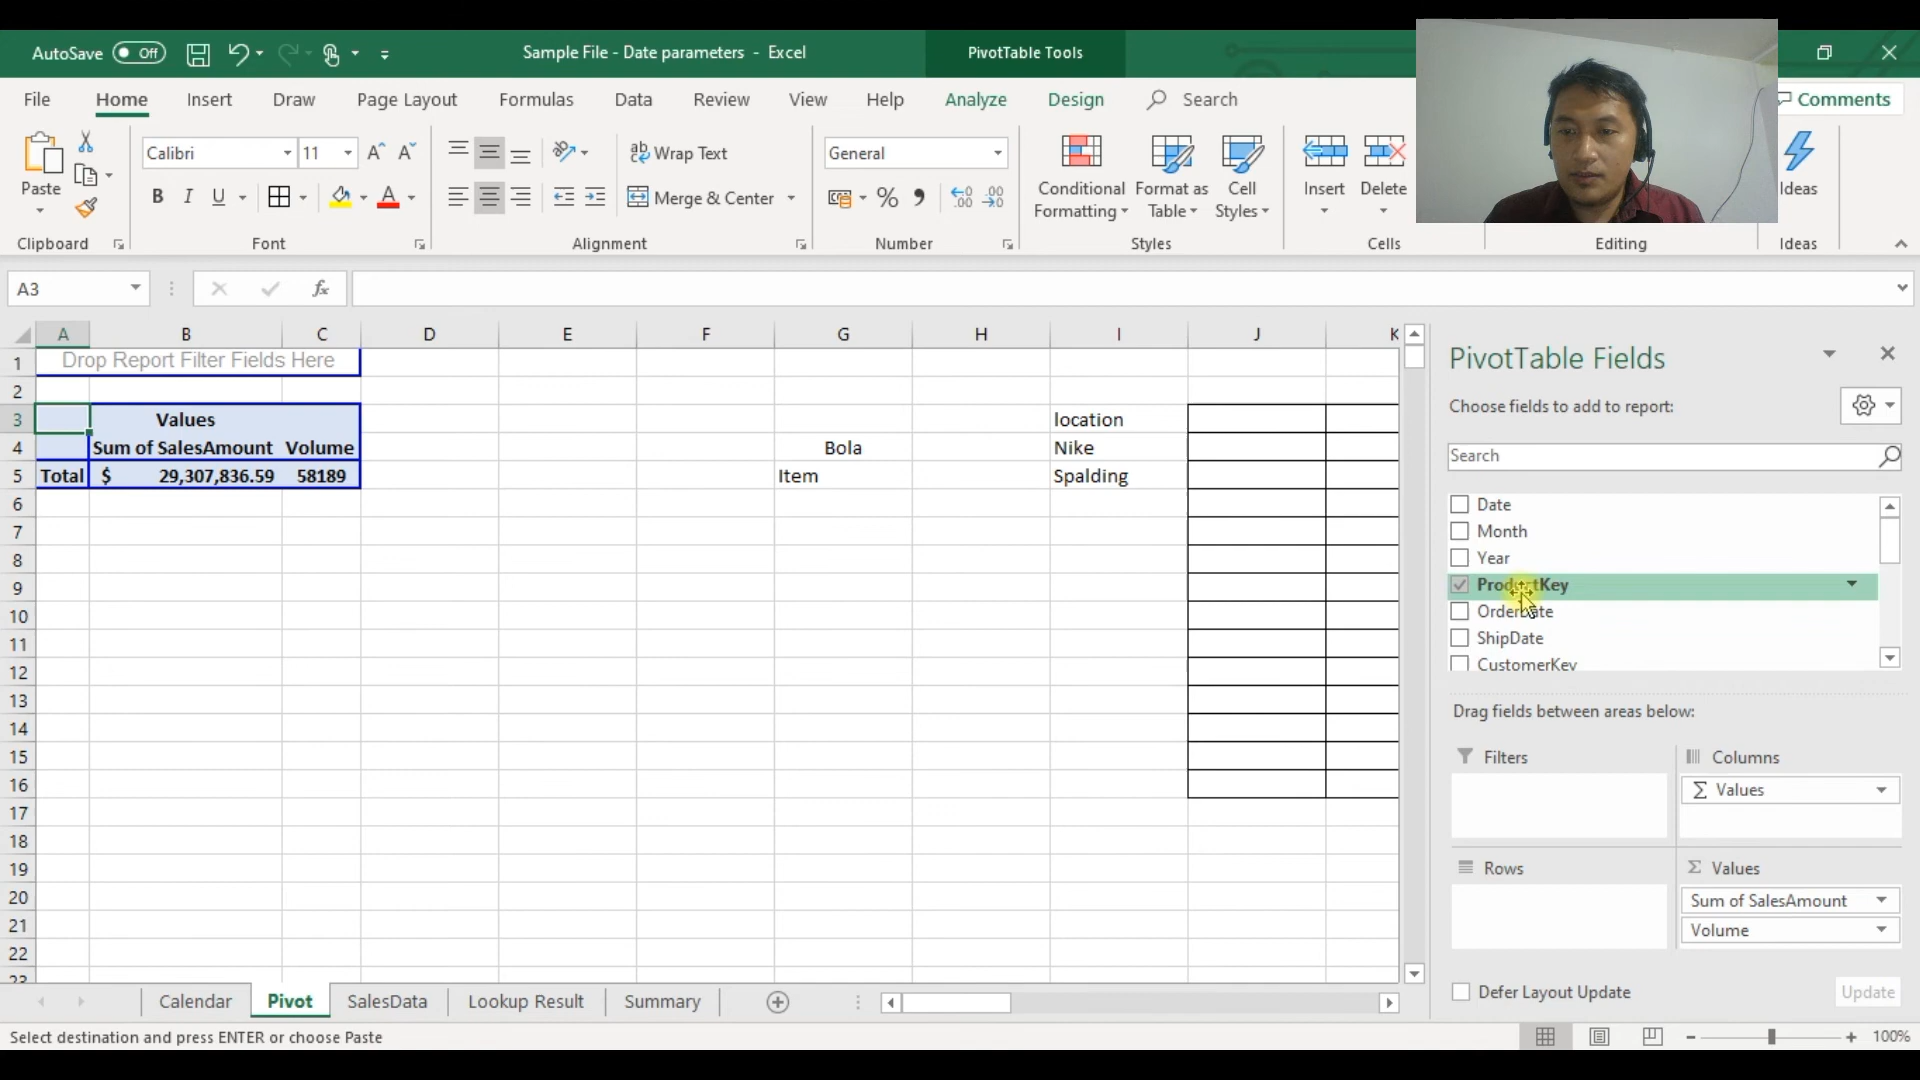 AutoSave Off
Sample File - Date parameters - Excel
PivotTable Tools
File Home Insert Draw Page Layout Formulas Data Review View Help Analyze Design Search
Comments
Paste
Clipboard
Calibri 11
B I U
Font
Wrap Text
Merge & Center
Alignment
General
Number
Conditional Formatting
Format as Table
Cell Styles
Styles
Insert
Delete
Cells
Editing
Ideas
Ideas
A3
fx
A B C D E F G H I J K
1 Drop Report Filter Fields Here
2
3 Values location
4 Sum of SalesAmount Volume Bola Nike
5 Total $ 29,307,836.59 58189 Item Spalding
6
7
8
9
10
11
12
13
14
15
16
17
18
19
20
21
22
23
PivotTable Fields
Choose fields to add to report:
Search
Date
Month
Year
ProductKey
OrderDate
ShipDate
CustomerKey
Drag fields between areas below:
Filters
Columns
Σ Values
Rows
Σ Values
Sum of SalesAmount
Volume
Defer Layout Update
Update
Calendar Pivot SalesData Lookup Result Summary
Select destination and press ENTER or choose Paste
100%